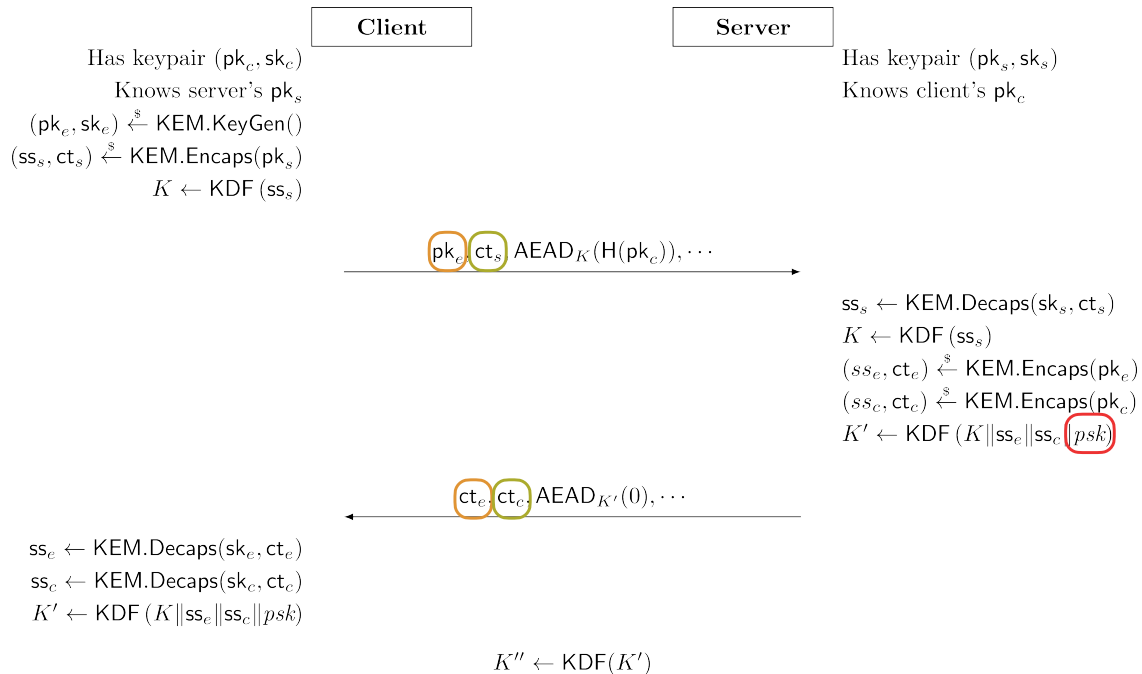 Client
Server
Has keypair (pk_c, sk_c)
Knows server's pk_s
(pk_e, sk_e) ←$ KEM.KeyGen()
(ss_s, ct_s) ←$ KEM.Encaps(pk_s)
K ← KDF (ss_s)
Has keypair (pk_s, sk_s)
Knows client's pk_c
pk_e, ct_s, AEAD_K(H(pk_c)), ⋯
ss_s ← KEM.Decaps(sk_s, ct_s)
K ← KDF (ss_s)
(ss_e, ct_e) ←$ KEM.Encaps(pk_e)
(ss_c, ct_c) ←$ KEM.Encaps(pk_c)
K′ ← KDF (K‖ss_e‖ss_c‖psk)
ct_e, ct_c, AEAD_K′(0), ⋯
ss_e ← KEM.Decaps(sk_e, ct_e)
ss_c ← KEM.Decaps(sk_c, ct_c)
K′ ← KDF (K‖ss_e‖ss_c‖psk)
K″ ← KDF(K′)